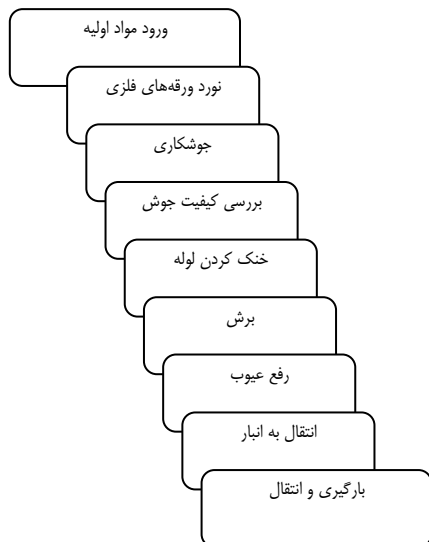 ورود مواد اولیه
نورد ورقه‌های فلزی
جوشکاری
بررسی کیفیت جوش
خنک کردن لوله
برش
رفع عیوب
انتقال به انبار
بارگیری و انتقال